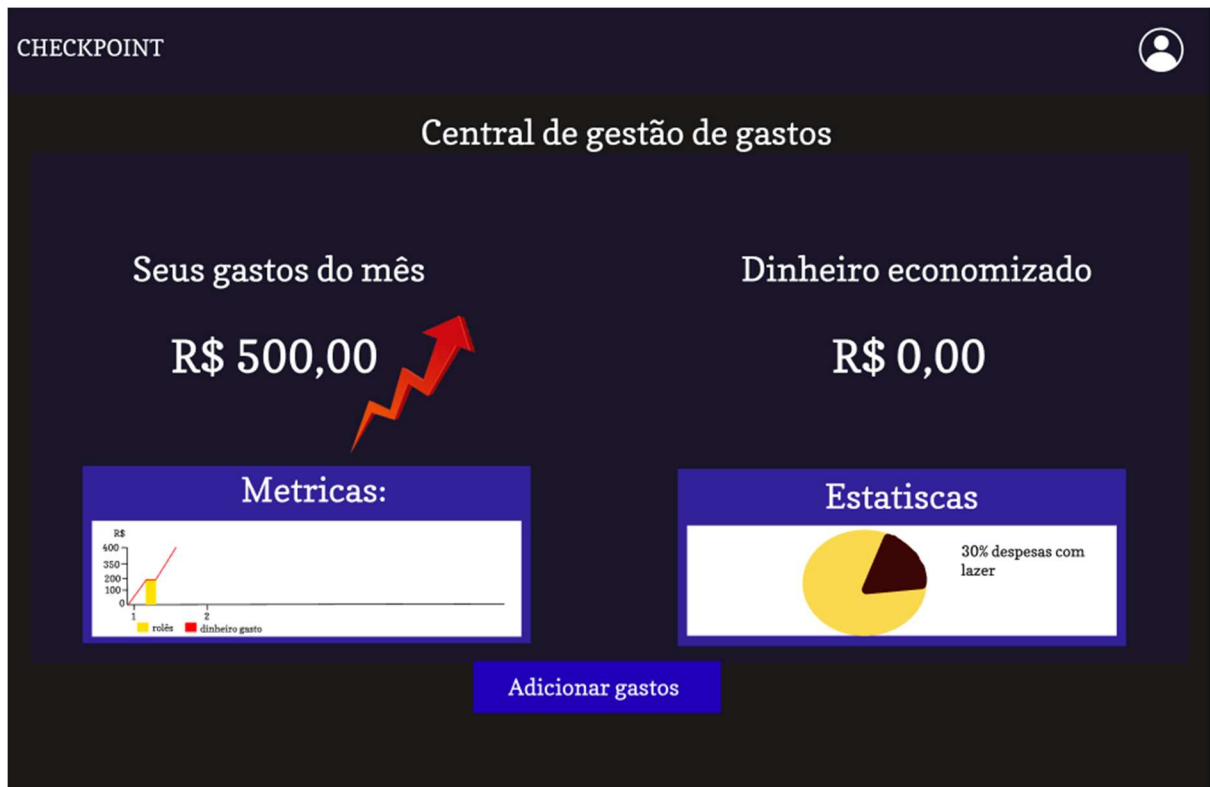 CHECKPOINT
Central de gestão de gastos
Seus gastos do mês
R$ 500,00
Dinheiro economizado
R$ 0,00
Metricas:
R$
400
350
200
100
0
1
2
rolês
dinheiro gasto
Estatiscas
30% despesas com
lazer
Adicionar gastos